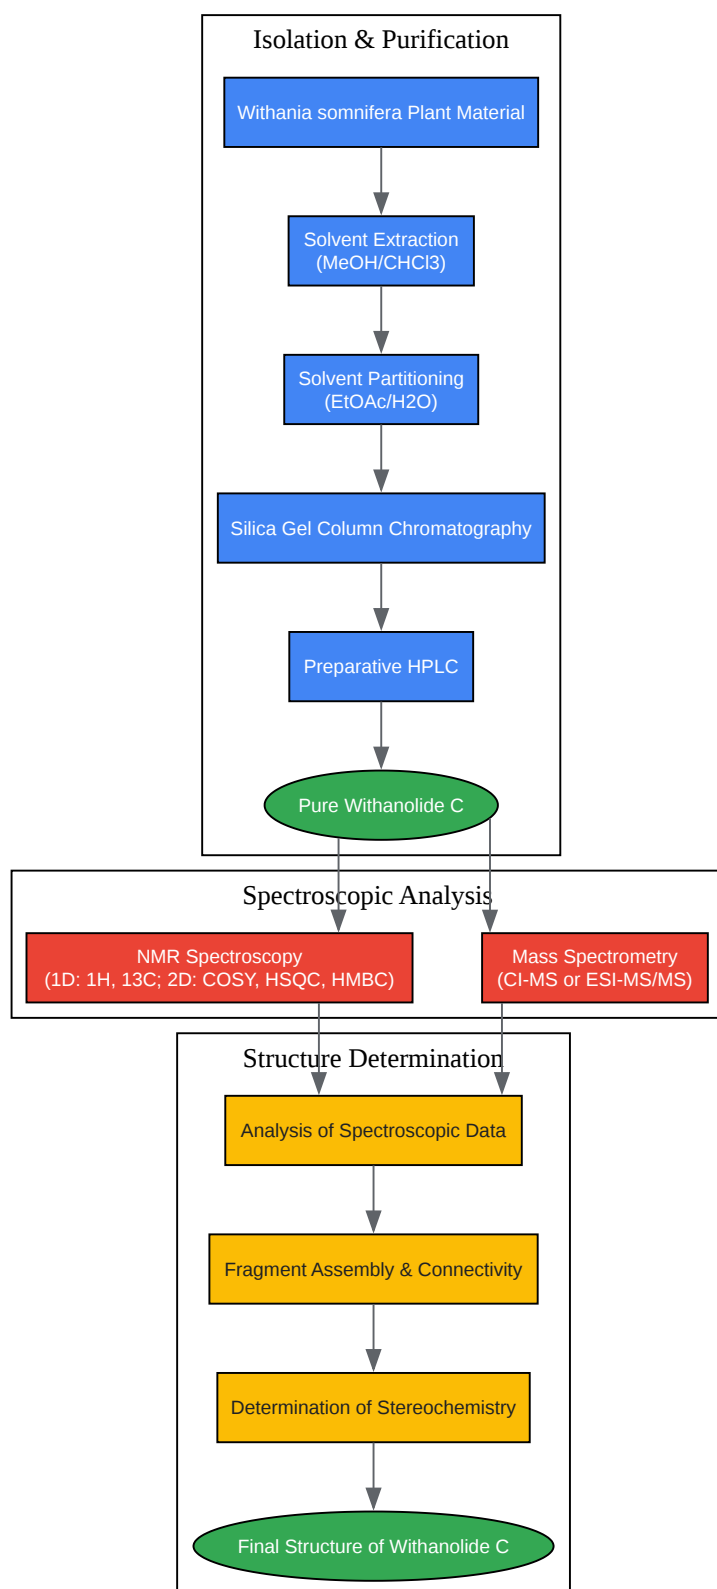 Isolation & Purification
Withania somnifera Plant Material
Solvent Extraction
(MeOH/CHCl3)
Solvent Partitioning
(EtOAc/H2O)
Silica Gel Column Chromatography
Preparative HPLC
Pure Withanolide C
Spectroscopic Analysis
NMR Spectroscopy
(1D: 1H, 13C; 2D: COSY, HSQC, HMBC)
Mass Spectrometry
(CI-MS or ESI-MS/MS)
Structure Determination
Analysis of Spectroscopic Data
Fragment Assembly & Connectivity
Determination of Stereochemistry
Final Structure of Withanolide C